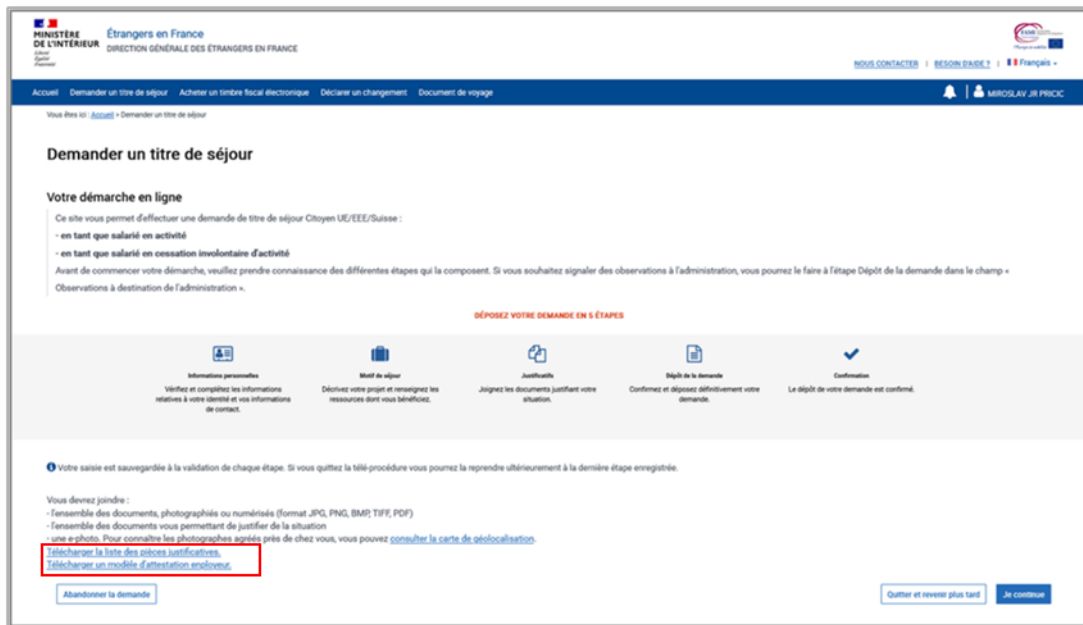 MINISTÈRE
DE L'INTÉRIEUR
Liberté
Égalité
Fraternité
Étrangers en France
DIRECTION GÉNÉRALE DES ÉTRANGERS EN FRANCE
NOUS CONTACTER | BESOIN D'AIDE ? | Français
Accueil Demander un titre de séjour Acheter un timbre fiscal électronique Déclarer un changement Document de voyage MIROSLAV JR PRICIC
Vous êtes ici : Accueil > Demander un titre de séjour
Demander un titre de séjour
Votre démarche en ligne
Ce site vous permet d'effectuer une demande de titre de séjour Citoyen UE/EEE/Suisse :
- en tant que salarié en activité
- en tant que salarié en cessation involontaire d'activité
Avant de commencer votre démarche, veuillez prendre connaissance des différentes étapes qui la composent. Si vous souhaitez signaler des observations à l'administration, vous pourrez le faire à l'étape Dépôt de la demande dans le champ «
Observations à destination de l'administration ».
DÉPOSEZ VOTRE DEMANDE EN 5 ÉTAPES
Informations personnelles
Vérifiez et complétez les informations
relatives à votre identité et vos informations
de contact.
Motif de séjour
Décrivez votre projet et renseignez les
ressources dont vous bénéficiez.
Justificatifs
Joignez les documents justifiant votre
situation.
Dépôt de la demande
Confirmez et déposez définitivement votre
demande.
Confirmation
Le dépôt de votre demande est confirmé.
Votre saisie est sauvegardée à la validation de chaque étape. Si vous quittez la télé-procédure vous pourrez la reprendre ultérieurement à la dernière étape enregistrée.
Vous devrez joindre :
- l'ensemble des documents, photographiés ou numérisés (format JPG, PNG, BMP, TIFF, PDF)
- l'ensemble des documents vous permettant de justifier de la situation
- une e-photo. Pour connaître les photographes agréés près de chez vous, vous pouvez consulter la carte de géolocalisation.
Télécharger la liste des pièces justificatives.
Télécharger un modèle d'attestation employeur.
Abandonner la demande
Quitter et revenir plus tard
Je continue